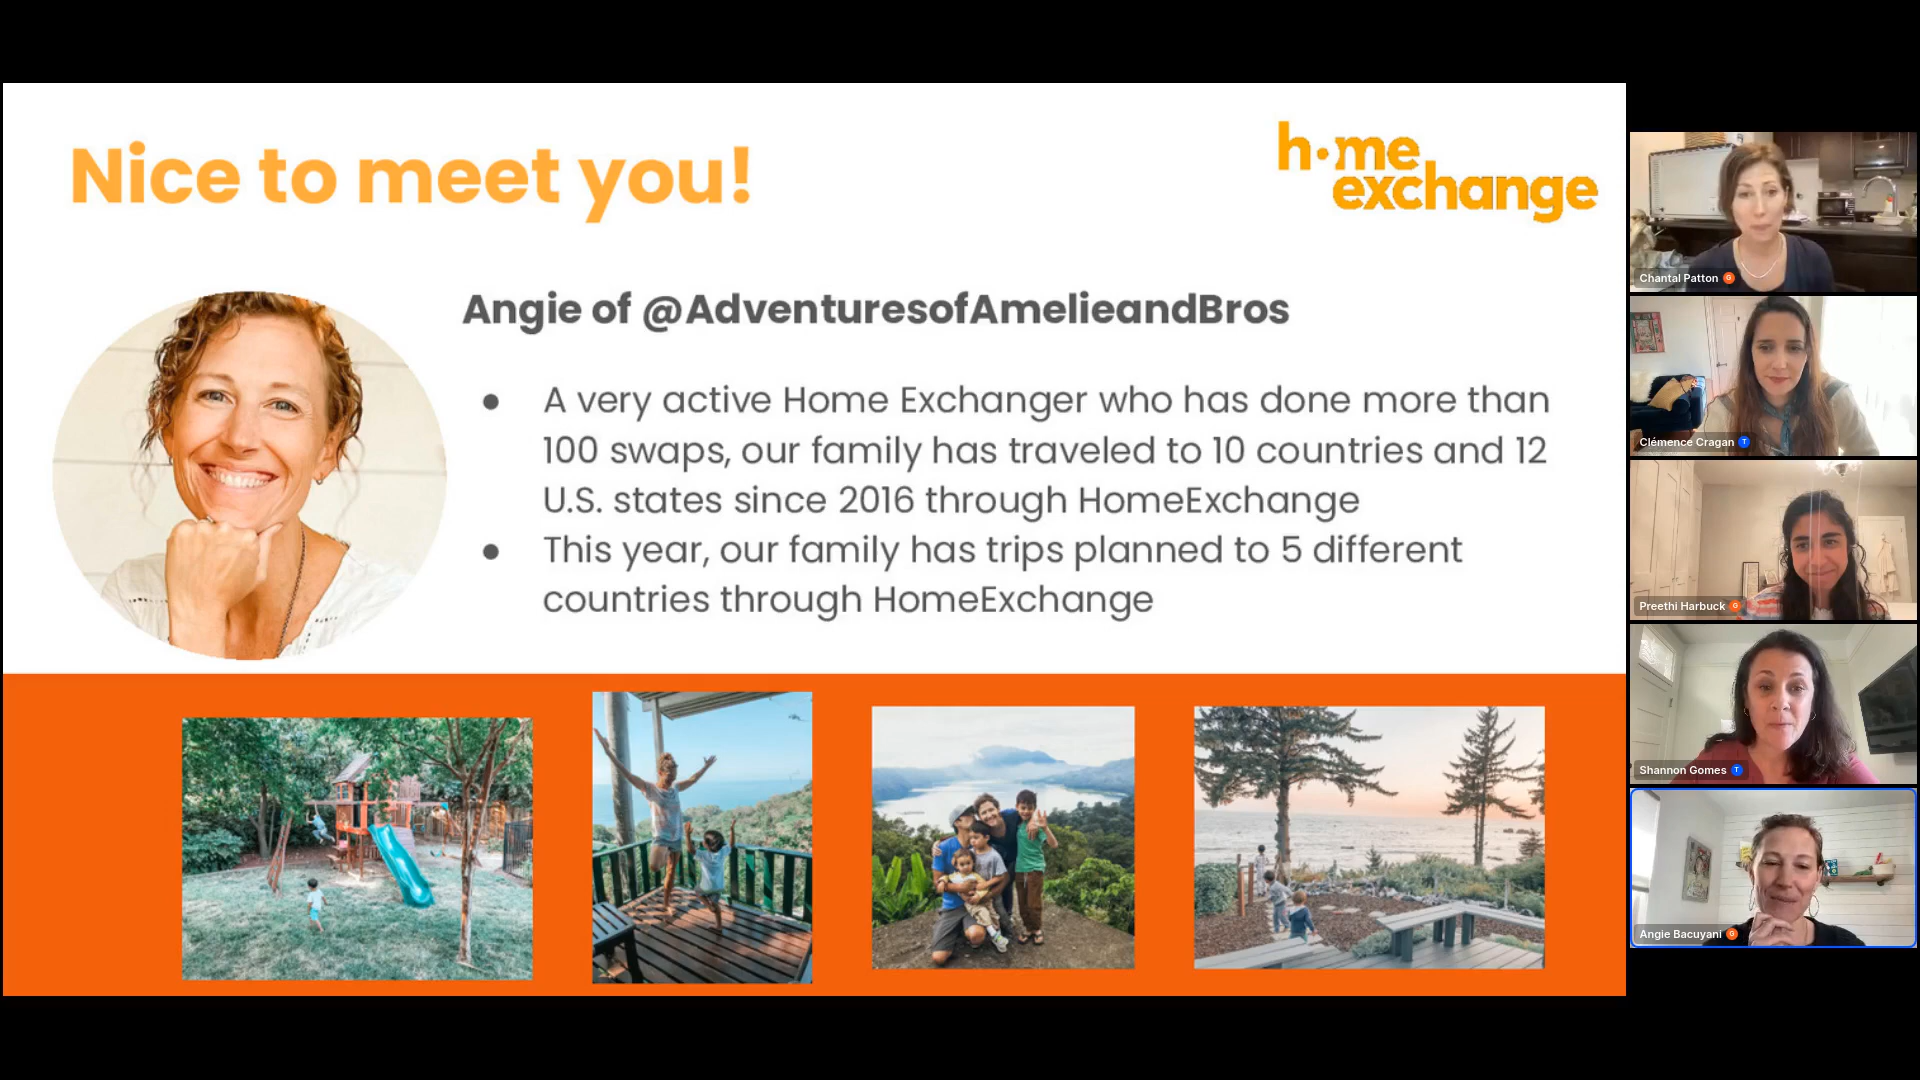 Nice to meet you!
home
exchange
Angie of @AdventuresofAmelieandBros
● A very active Home Exchanger who has done more than
100 swaps, our family has traveled to 10 countries and 12
U.S. states since 2016 through HomeExchange
● This year, our family has trips planned to 5 different
countries through HomeExchange
Chantal Patton G
Clémence Cragan T
Preethi Harbuck G
Shannon Gomes T
Angie Bacuyani G